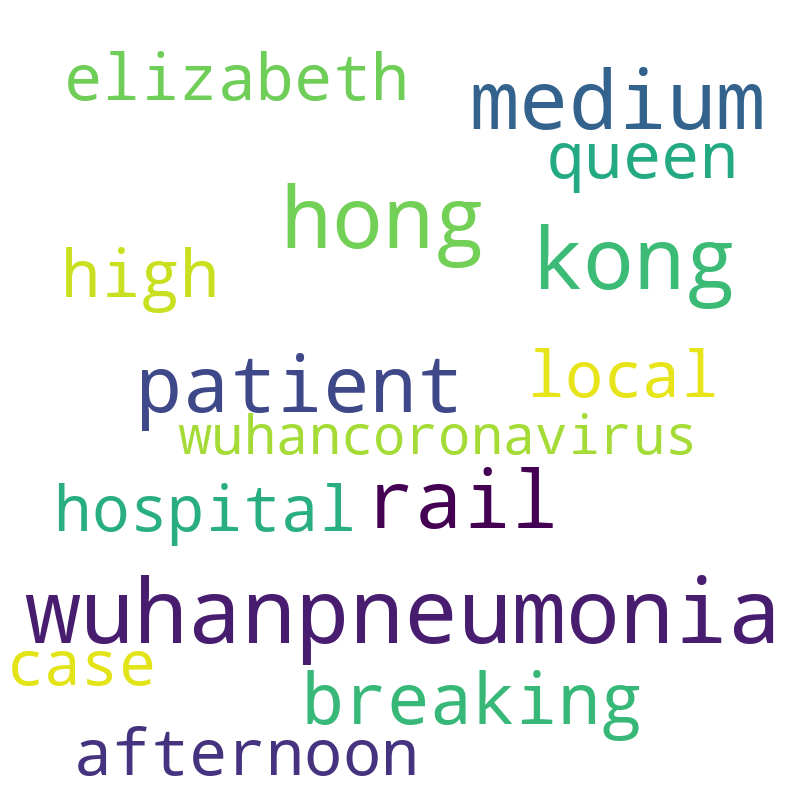 elizabeth
medium
queen
hong
kong
high
patient
local
wuhancoronavirus
hospital
rail
wuhanpneumonia
case
breaking
afternoon